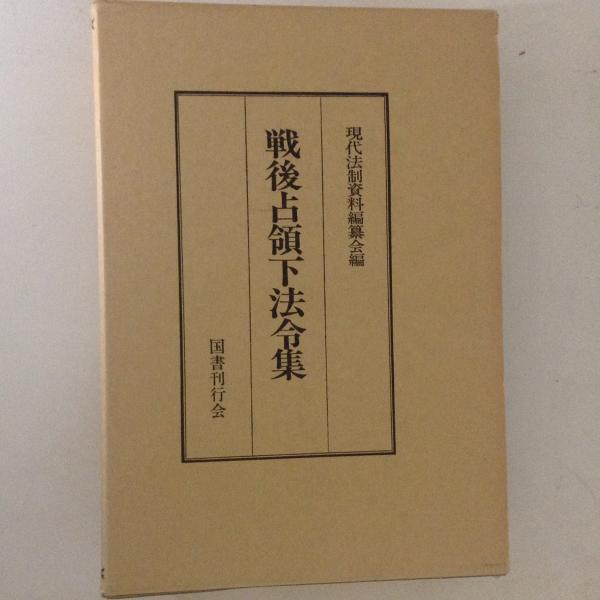 現代法制資料編纂会編
戦後占領下法令集
国書刊行会